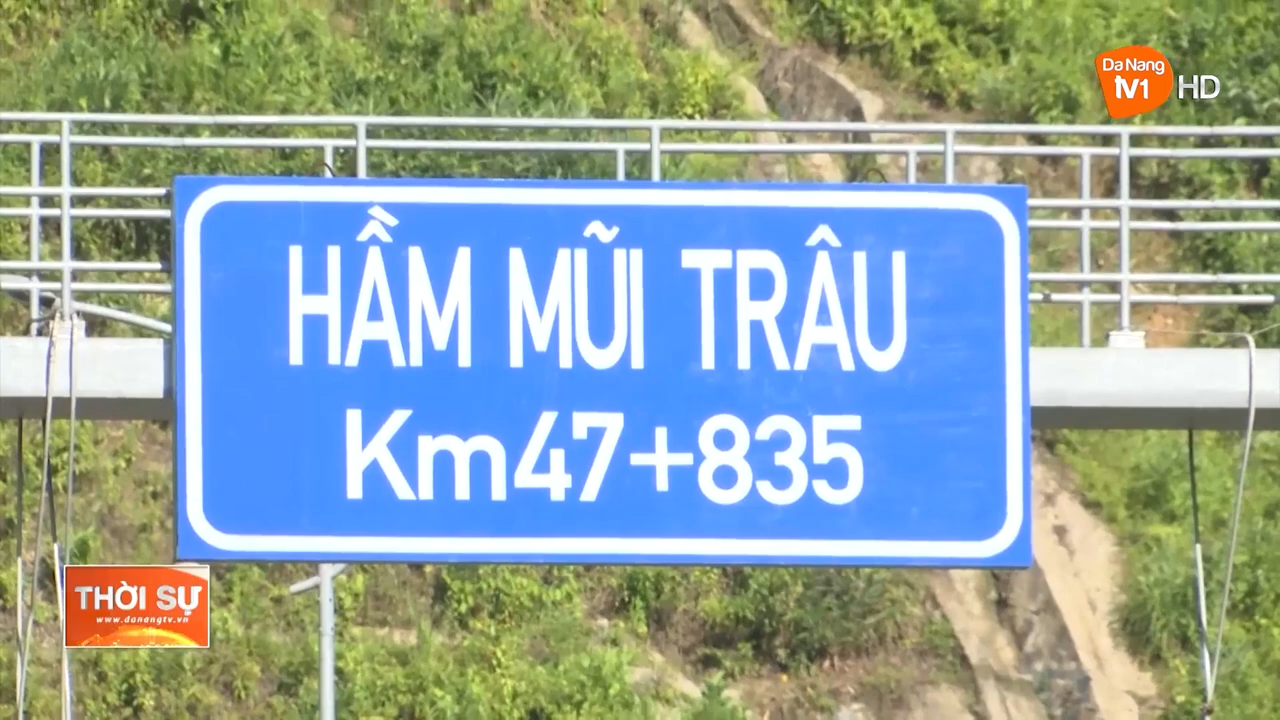 Da Nang
TV1 HD
HẦM MŨI TRÂU
Km47+835
THỜI SỰ
www.danangtv.vn